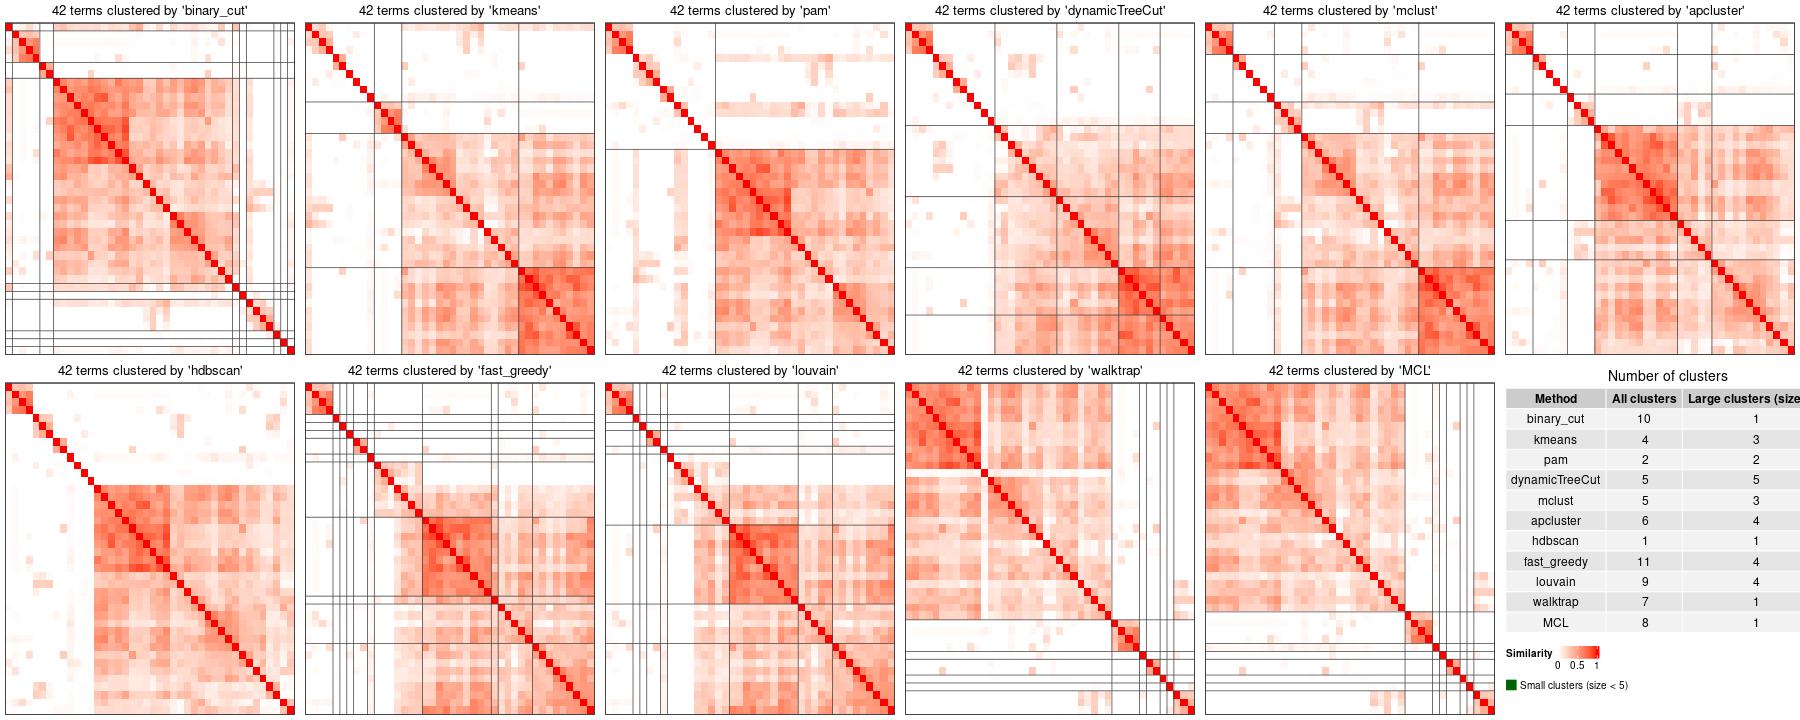 42 terms clustered by 'binary_cut'
42 terms clustered by 'kmeans'
42 terms clustered by 'pam'
42 terms clustered by 'dynamicTreeCut'
42 terms clustered by 'mclust'
42 terms clustered by 'apcluster'
42 terms clustered by 'hdbscan'
42 terms clustered by 'fast_greedy'
42 terms clustered by 'louvain'
42 terms clustered by 'walktrap'
42 terms clustered by 'MCL'
Number of clusters
Method All clusters Large clusters (size
binary_cut 10 1
kmeans 4 3
pam 2 2
dynamicTreeCut 5 5
mclust 5 3
apcluster 6 4
hdbscan 1 1
fast_greedy 11 4
louvain 9 4
walktrap 7 1
MCL 8 1
Similarity
0 0.5 1
Small clusters (size < 5)